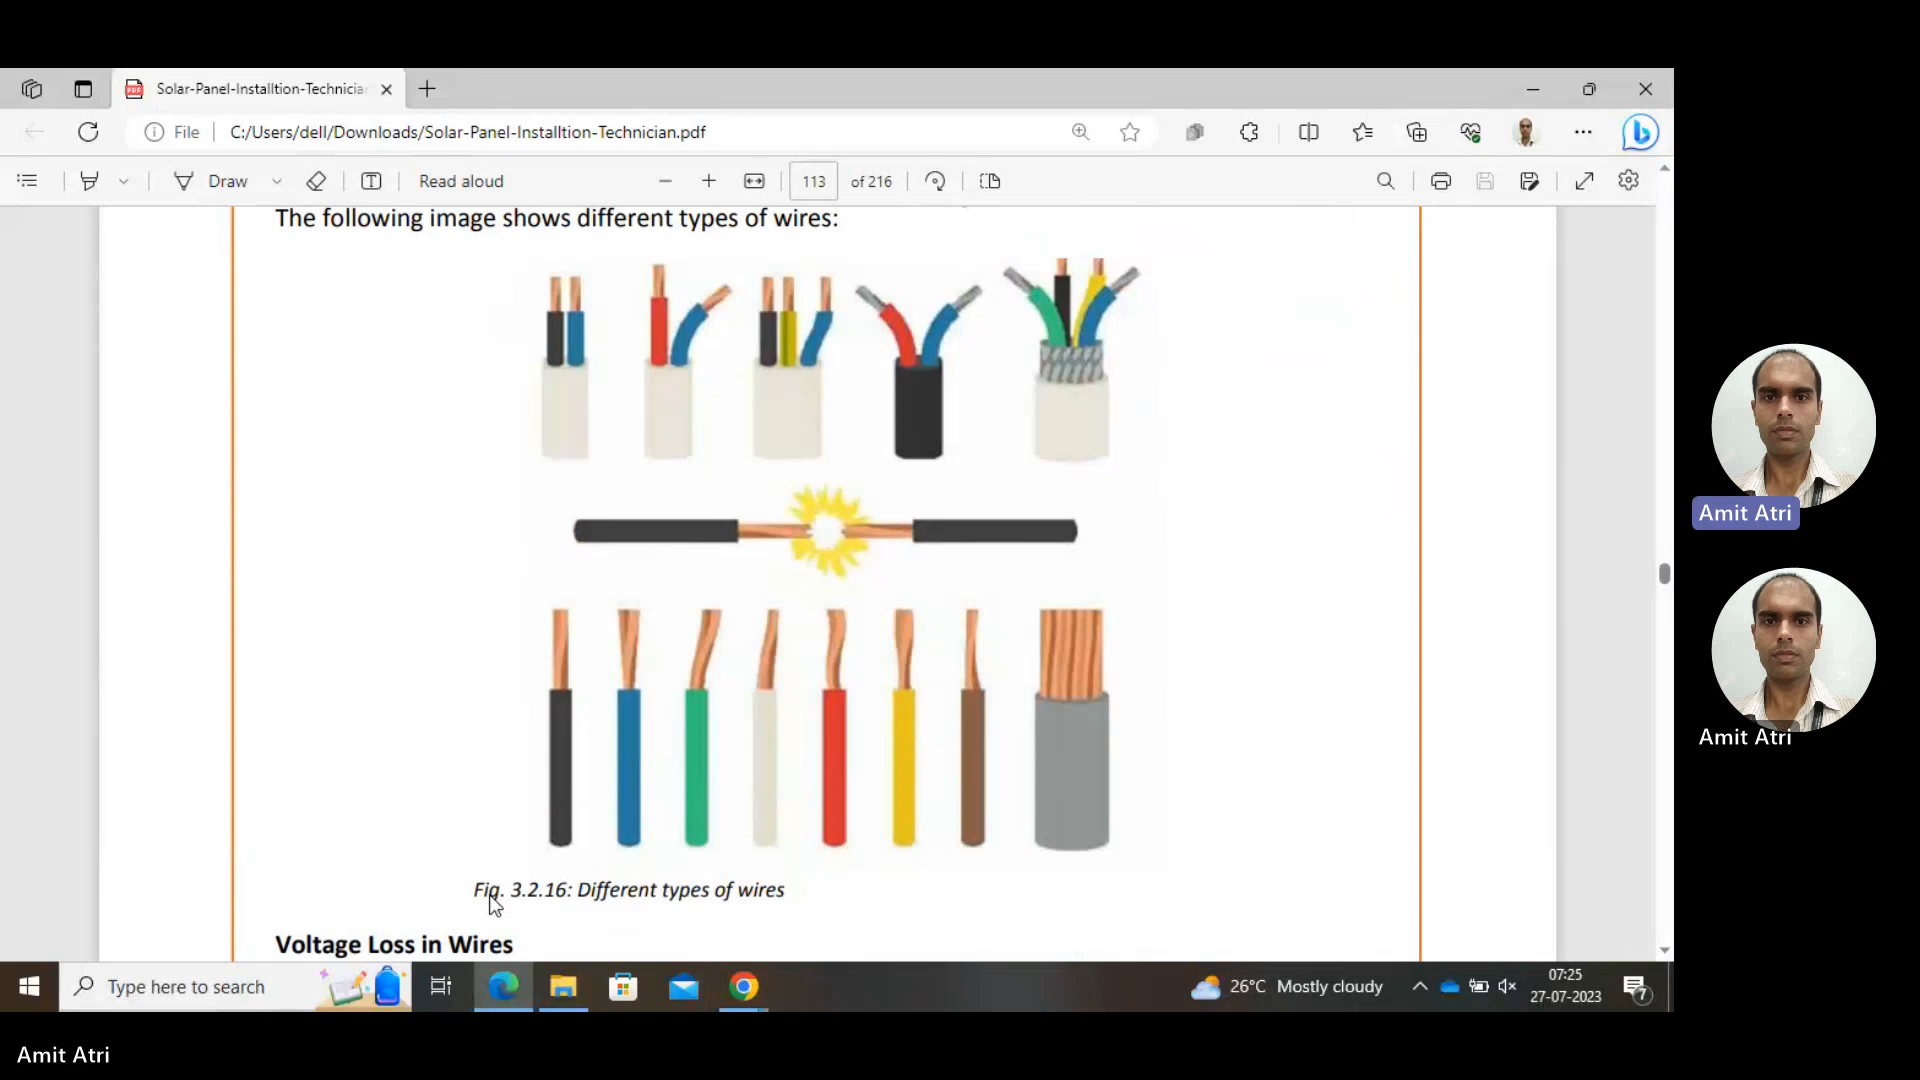 Solar-Panel-Installtion-Technicia
File
C:/Users/dell/Downloads/Solar-Panel-Installtion-Technician.pdf
Draw
Read aloud
113
of 216
The following image shows different types of wires:
Fig. 3.2.16: Different types of wires
Voltage Loss in Wires
Amit Atri
Amit Atri
Type here to search
26°C Mostly cloudy
07:25
27-07-2023
7
Amit Atri